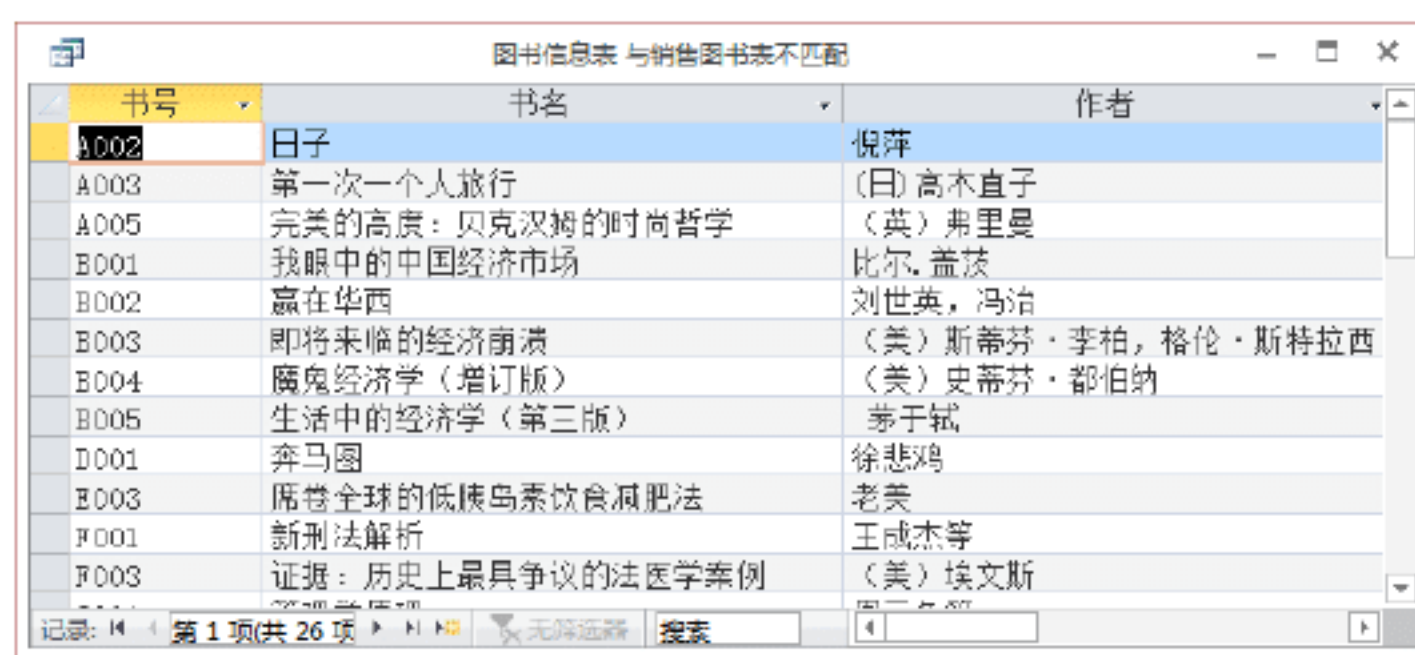 图书信息表 与销售图书表不匹配
书号 书名 作者
A002 日子 倪萍
A003 第一次一个人旅行 (日)高木直子
A005 完美的高度：贝克汉姆的时尚哲学 （英）弗里曼
B001 我眼中的中国经济市场 比尔.盖茨
B002 赢在华西 刘世英，冯治
B003 即将来临的经济崩溃 （美）斯蒂芬·李柏，格伦·斯特拉西
B004 魔鬼经济学（增订版） （美）史蒂芬·都伯纳
B005 生活中的经济学（第三版） 茅于轼
D001 奔马图 徐悲鸿
E003 席卷全球的低胰岛素饮食减肥法 老美
F001 新刑法解析 王成杰等
F003 证据：历史上最具争议的法医学案例 （美）埃文斯
记录: 第 1 项(共 26 项 无筛选器 搜索